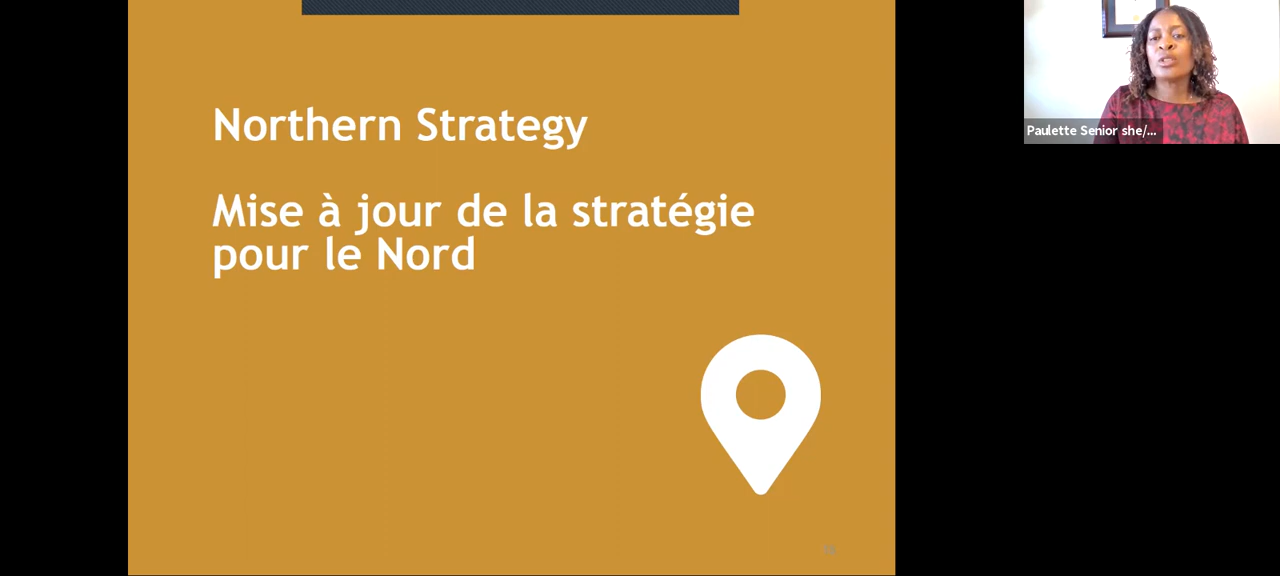 Northern Strategy
Mise à jour de la stratégie
pour le Nord
Paulette Senior she/...